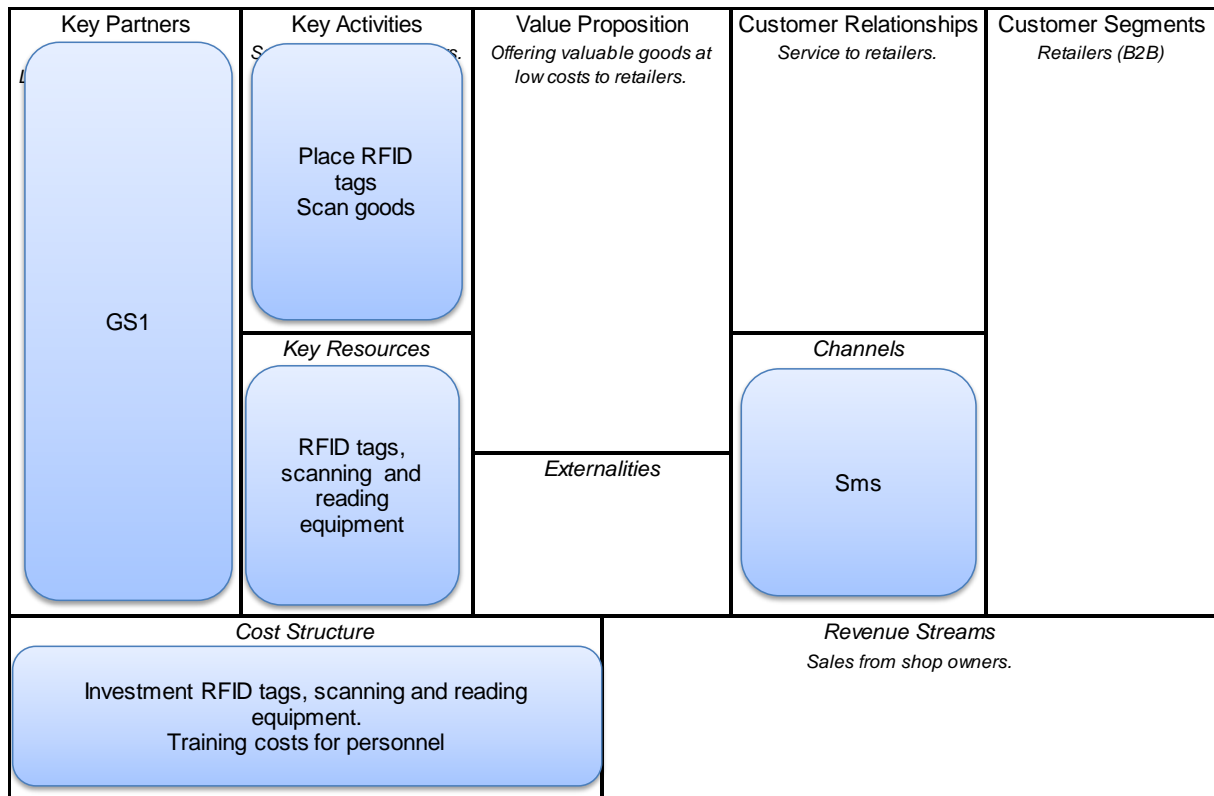 Key Partners
GS1
Key Activities
Place RFID
tags
Scan goods
Key Resources
RFID tags,
scanning and
reading
equipment
Value Proposition
Offering valuable goods at
low costs to retailers.
Externalities
Customer Relationships
Service to retailers.
Channels
Sms
Customer Segments
Retailers (B2B)
Cost Structure
Investment RFID tags, scanning and reading
equipment.
Training costs for personnel
Revenue Streams
Sales from shop owners.